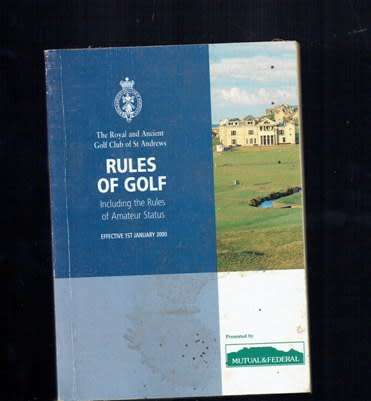 The Royal and Ancient
Golf Club of St Andrews
RULES
OF GOLF
Including the Rules
of Amateur Status
EFFECTIVE 1ST JANUARY 2000
Presented by
MUTUAL&FEDERAL